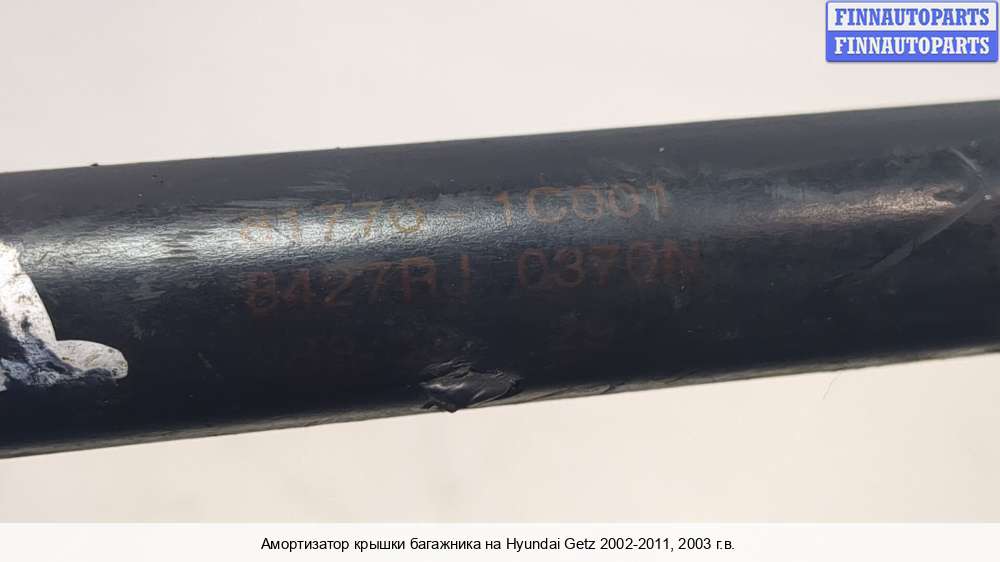 FINNAUTOPARTS
FINNAUTOPARTS
81770-1C001
8427RJ 0370N
Амортизатор крышки багажника на Hyundai Getz 2002-2011, 2003 г.в.